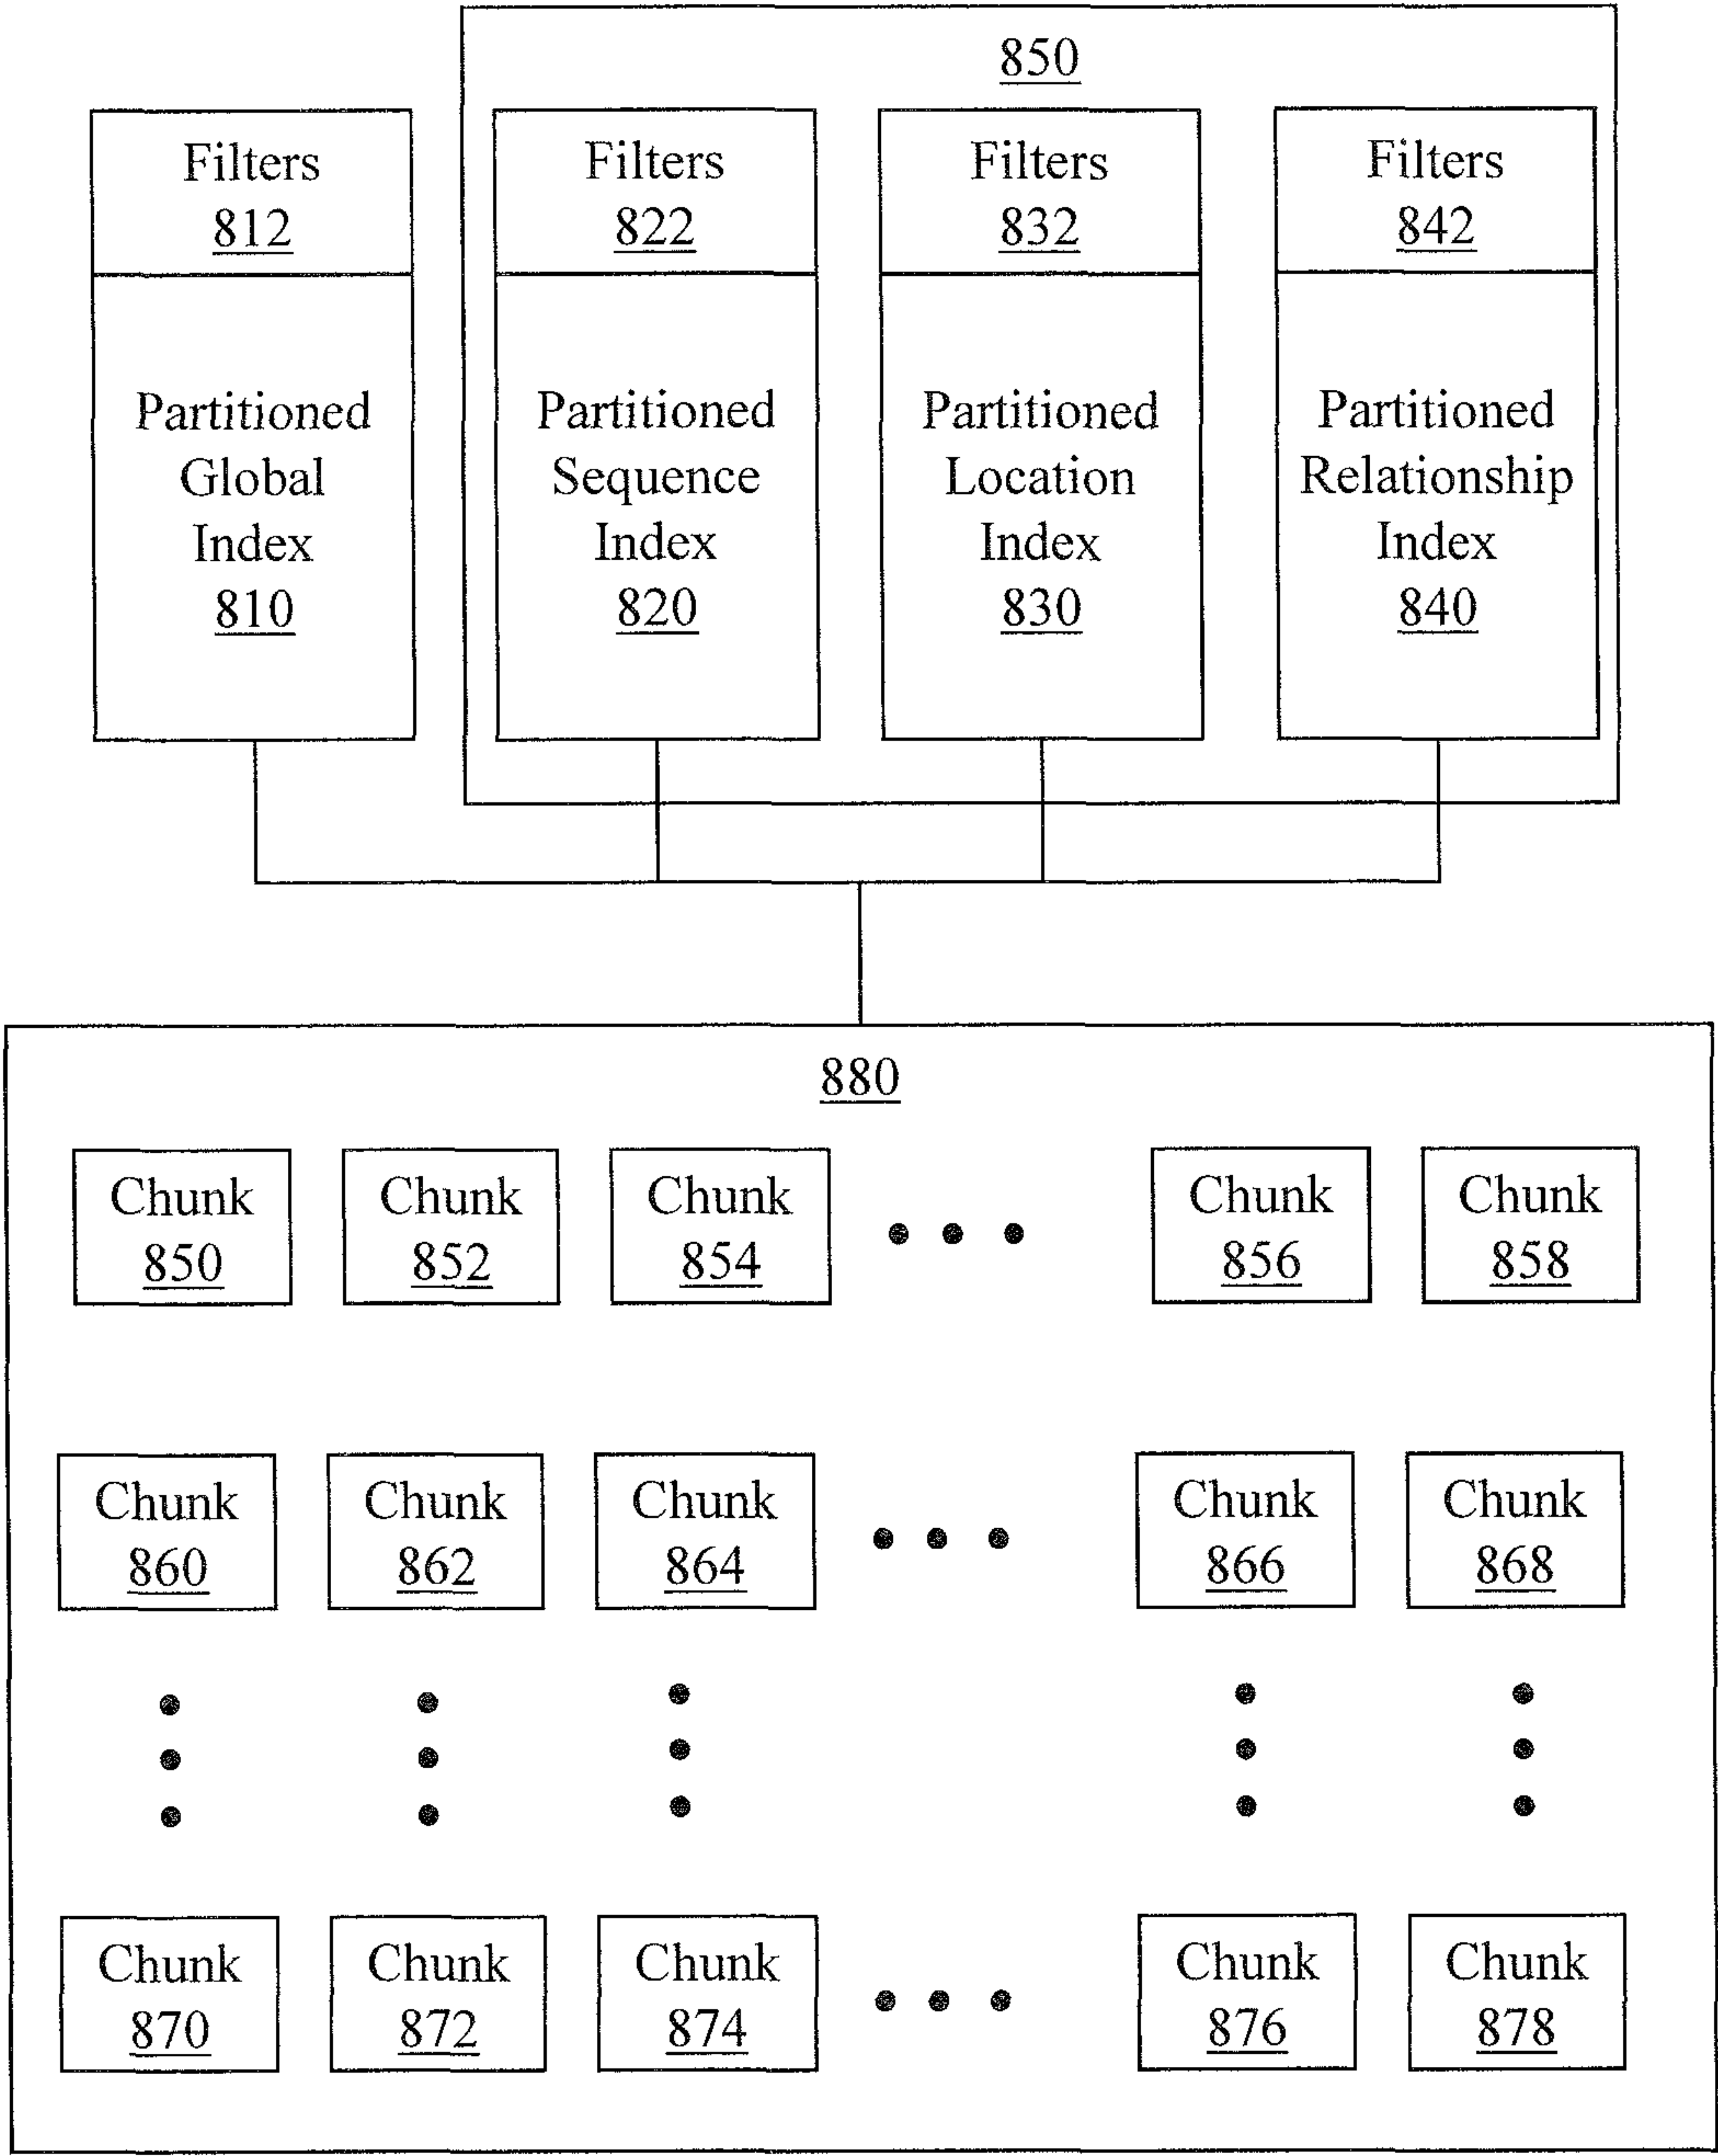 850
Filters
812
Filters
822
Filters
832
Filters
842
Partitioned
Global
Index
810
Partitioned
Sequence
Index
820
Partitioned
Location
Index
830
Partitioned
Relationship
Index
840
880
Chunk
850
Chunk
852
Chunk
854
Chunk
856
Chunk
858
Chunk
860
Chunk
862
Chunk
864
Chunk
866
Chunk
868
Chunk
870
Chunk
872
Chunk
874
Chunk
876
Chunk
878